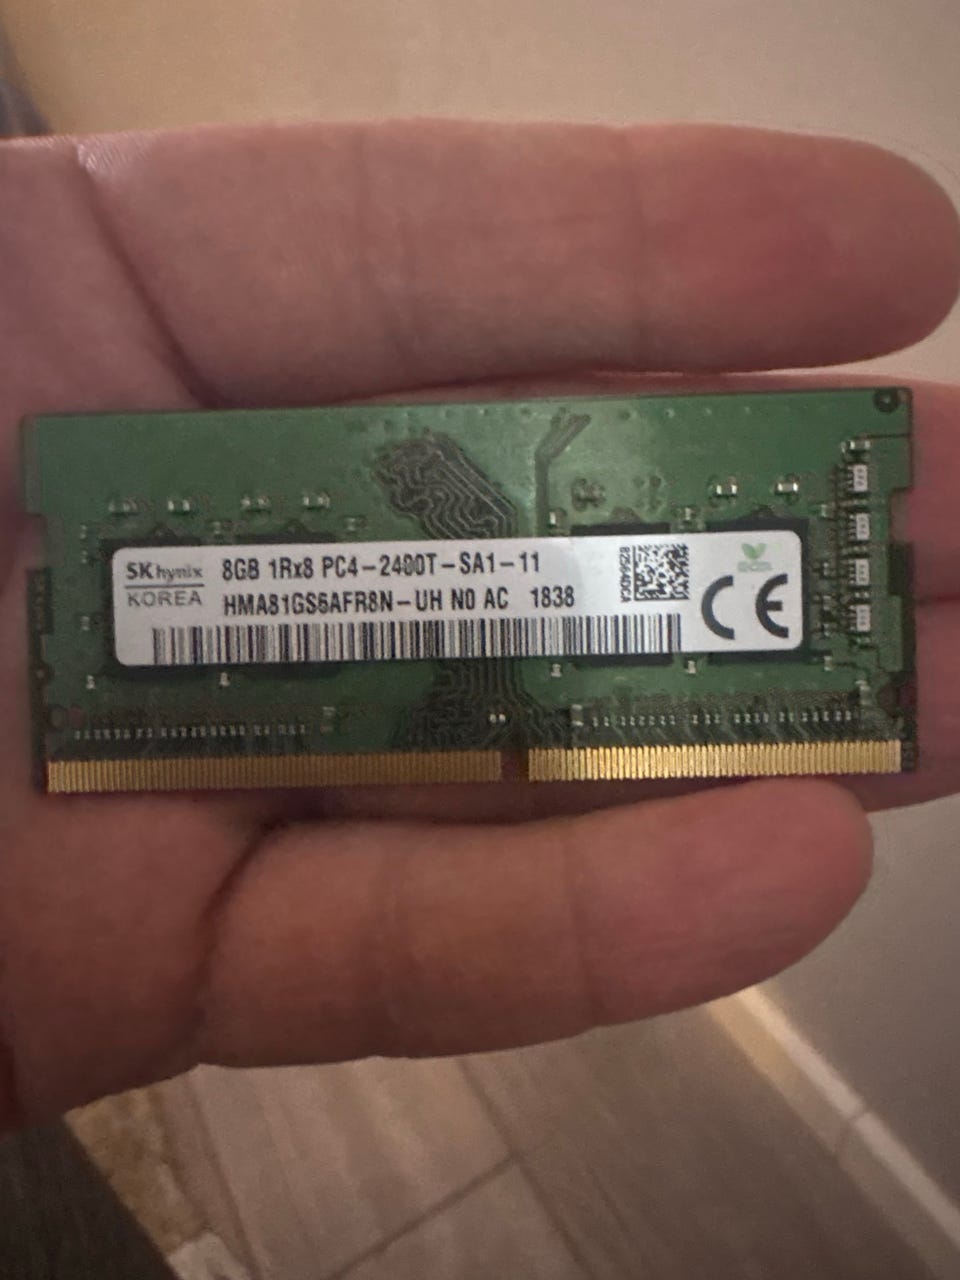 SK hynix
KOREA
8GB 1Rx8 PC4-2400T-SA1-11
HMA81GS6AFR8N-UH N0 AC 1838
CE